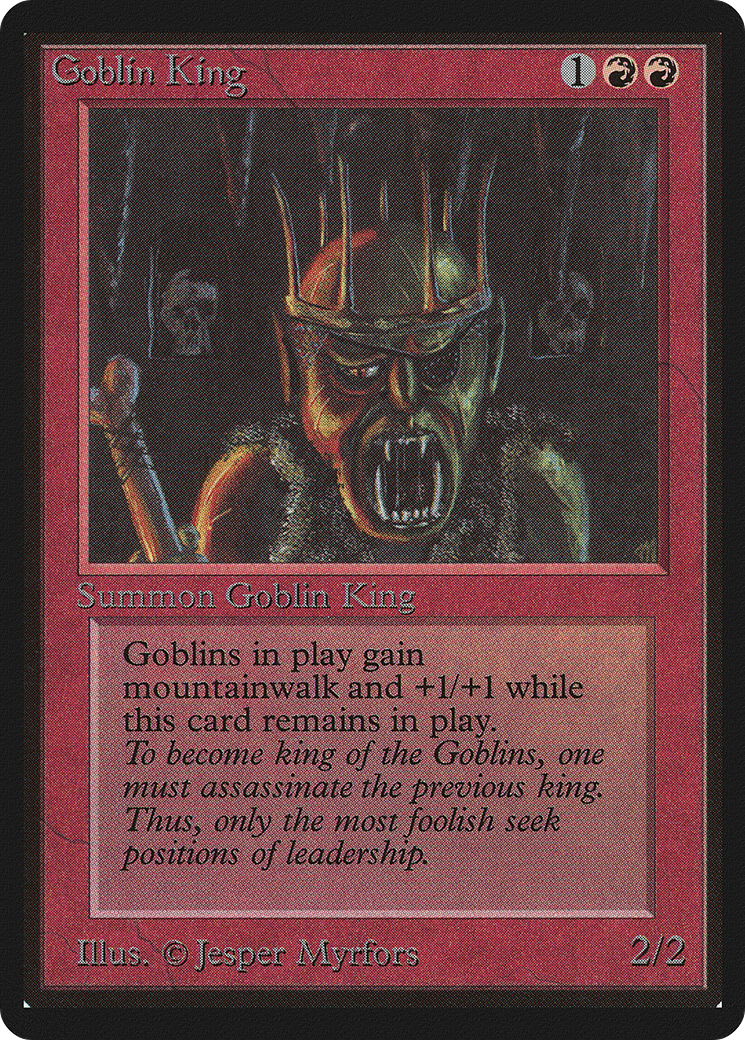 Goblin King 1
Summon Goblin King
Goblins in play gain
mountainwalk and +1/+1 while
this card remains in play.
To become king of the Goblins, one
must assassinate the previous king.
Thus, only the most foolish seek
positions of leadership.
Illus. © Jesper Myrfors 2/2